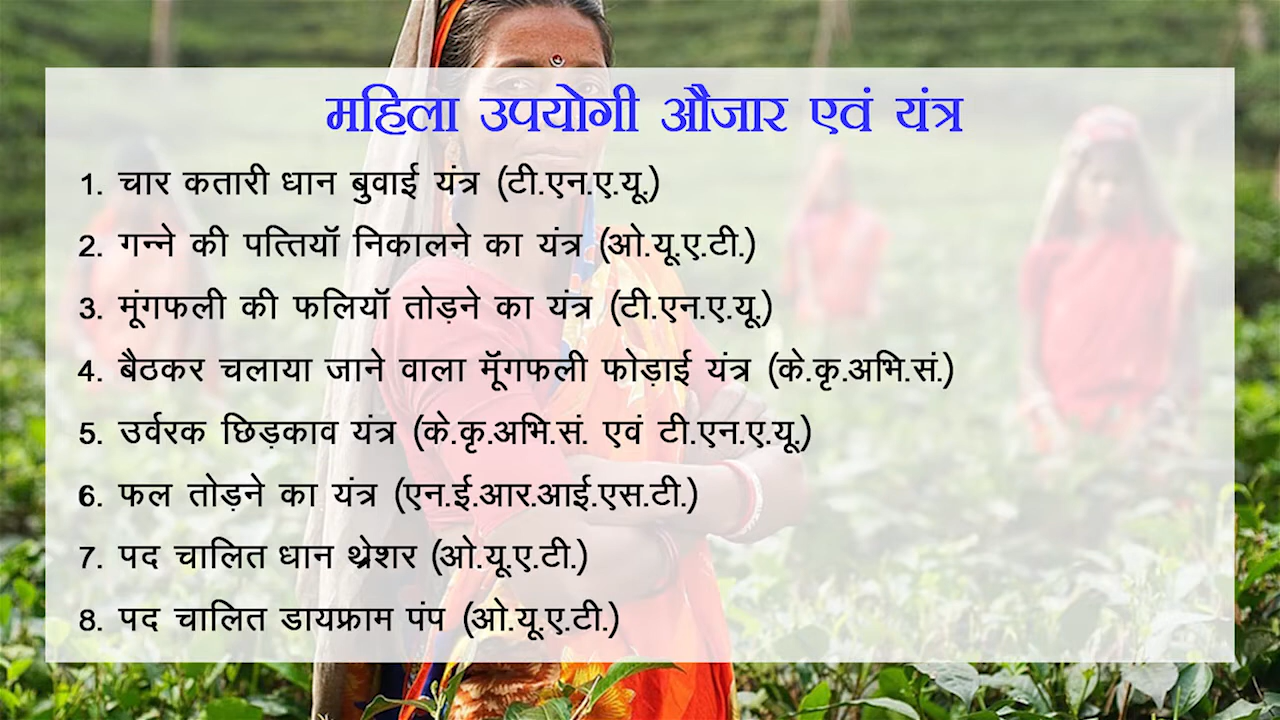 महिला उपयोगी औजार एवं यंत्र
1. चार कतारी धान बुवाई यंत्र (टी.एन.ए.यू.)
2. गन्ने की पत्तियॉ निकालने का यंत्र (ओ.यू.ए.टी.)
3. मूंगफली की फलियॉ तोड़ने का यंत्र (टी.एन.ए.यू.)
4. बैठकर चलाया जाने वाला मूॅगफली फोड़ाई यंत्र (के.कृ.अभि.सं.)
5. उर्वरक छिड़काव यंत्र (के.कृ.अभि.सं. एवं टी.एन.ए.यू.)
6. फल तोड़ने का यंत्र (एन.ई.आर.आई.एस.टी.)
7. पद चालित धान थ्रेशर (ओ.यू.ए.टी.)
8. पद चालित डायफ्राम पंप (ओ.यू.ए.टी.)